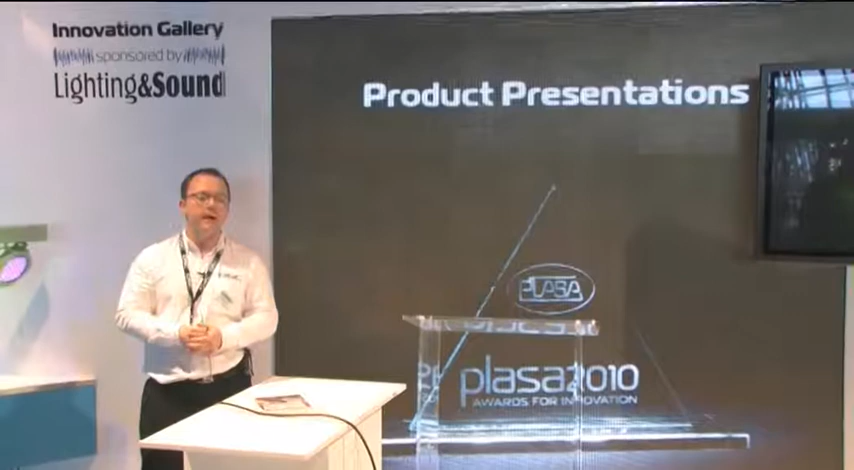 Innovation Gallery
sponsored by
Lighting&Sound
Product Presentations
PLASA
plasa2010
AWARDS FOR INNOVATION